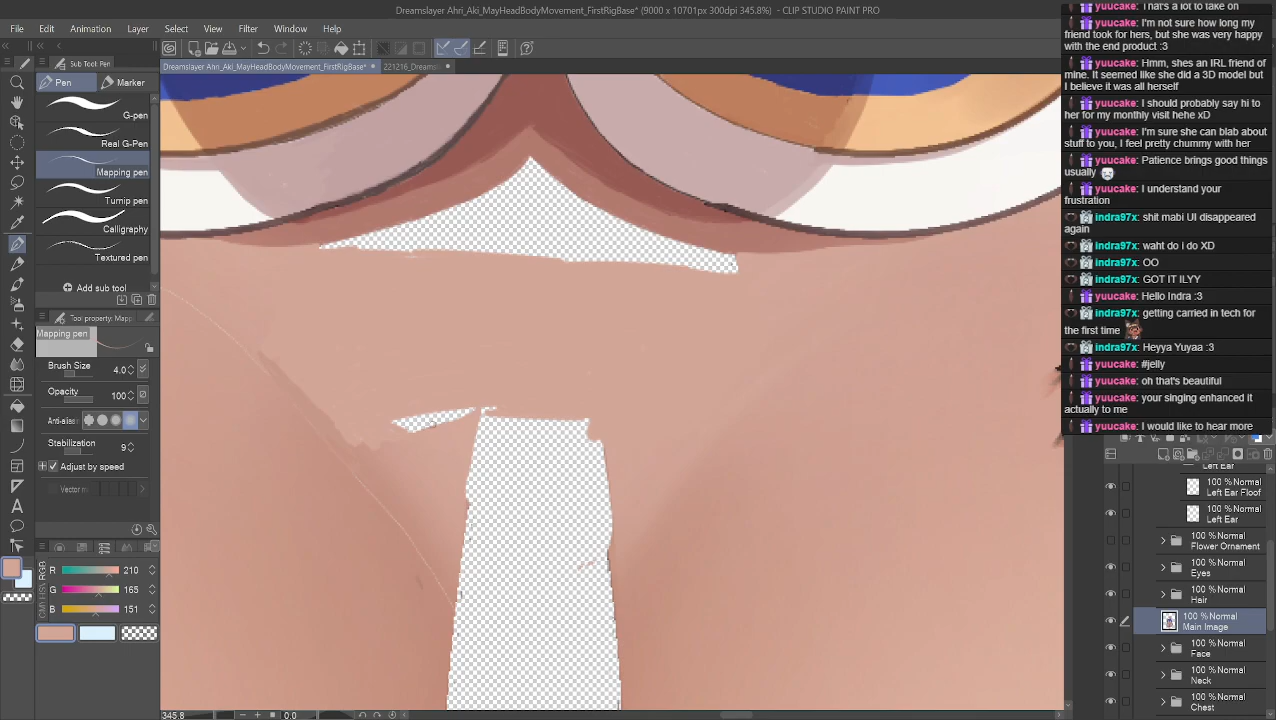 Dreamslayer Ahri_Aki_MayHeadBodyMovement_FirstRigBase* (9000 x 10701px 300dpi 345.8%) - CLIP STUDIO PAINT PRO
File Edit Animation Layer Select View Filter Window Help
Sub Tool Pen
Dreamslayer Ahri_Aki_MayHeadBodyMovement_FirstRigBase*
221216_Dreams
Pen
Marker
G-pen
Real G-Pen
Mapping pen
Turnip pen
Calligraphy
Textured pen
Add sub tool
Tool property: Mapp
Mapping pen
Brush Size 4.0
Opacity 100
Anti-alias
Stabilization 9
Adjust by speed
Vector m
R 210
G 165
B 151
345.8
0.0
That's a lot to take on
yuucake: I'm not sure how long my
friend took for hers, but she was very happy
with the end product :3
yuucake: Hmm, shes an IRL friend of
mine. It seemed like she did a 3D model but
I believe it was all herself
yuucake: I should probably say hi to
her for my monthly visit hehe xD
yuucake: I'm sure she can blab about
stuff to you, I feel pretty chummy with her
yuucake: Patience brings good things
usually
yuucake: I understand your
frustration
indra97x: shit mabi UI disappeared
again
indra97x: waht do i do XD
indra97x: OO
indra97x: GOT IT ILYY
yuucake: Hello Indra :3
indra97x: getting carried in tech for
the first time
indra97x: Heyya Yuyaa :3
yuucake: #jelly
yuucake: oh that's beautiful
yuucake: your singing enhanced it
actually to me
yuucake: I would like to hear more
Left Ear
100 %Normal
Left Ear Floof
100 %Normal
Left Ear
100 %Normal
Flower Ornament
100 %Normal
Eyes
100 %Normal
Hair
100 %Normal
Main Image
100 %Normal
Face
100 %Normal
Neck
100 %Normal
Chest